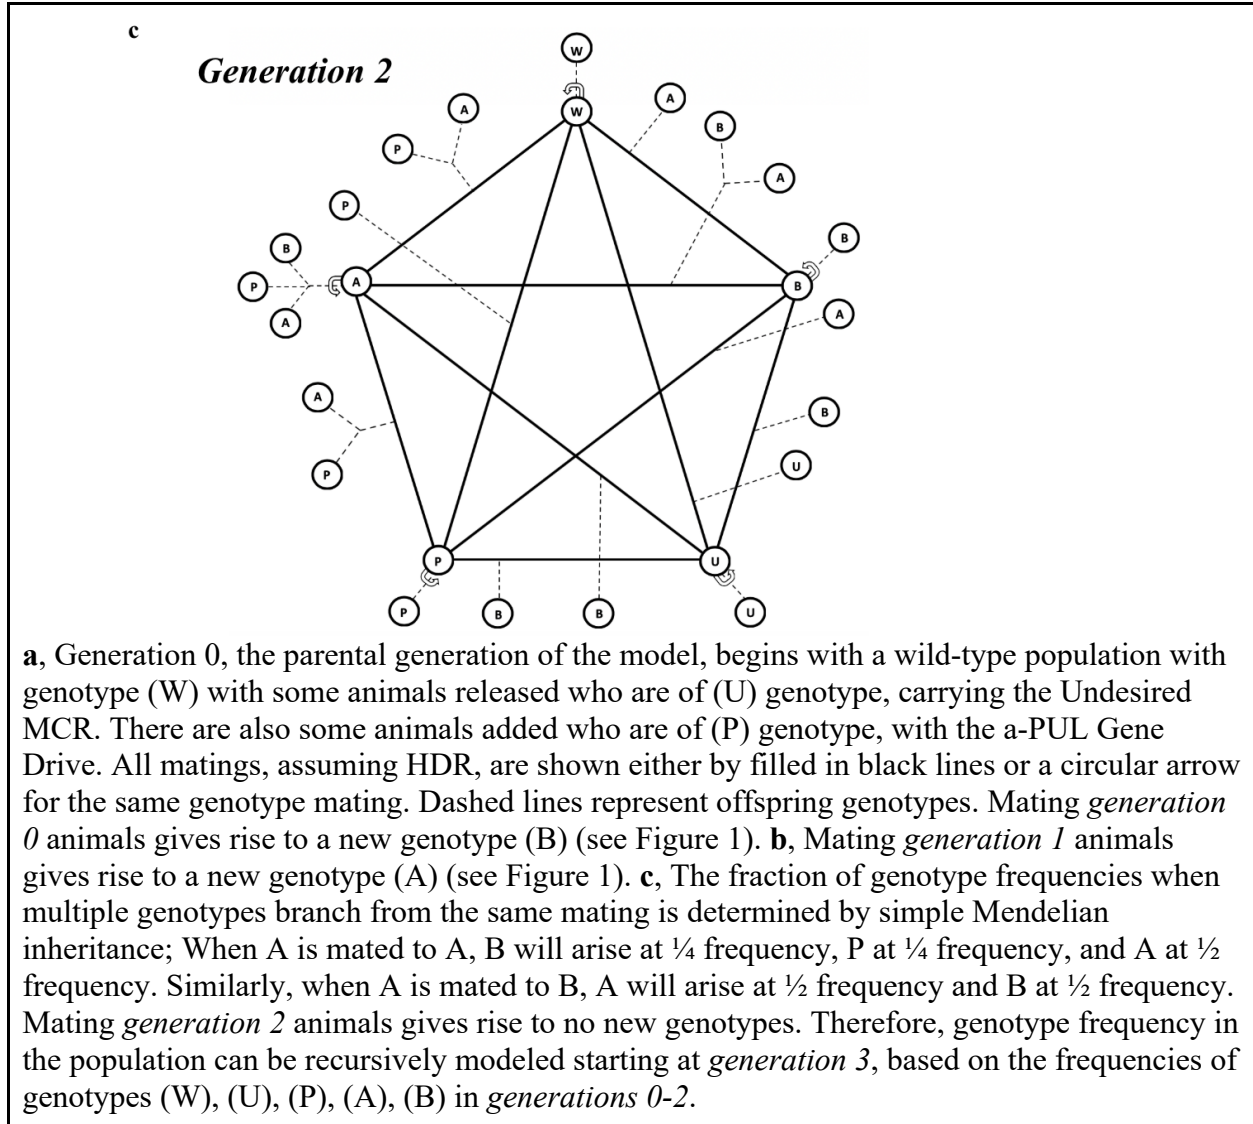 c
Generation 2
W
W
A
A
B
P
A
P
B
B
A
B
P
A
A
A
A
B
B
U
P
P
U
P
B
B
U
a, Generation 0, the parental generation of the model, begins with a wild-type population with
genotype (W) with some animals released who are of (U) genotype, carrying the Undesired
MCR. There are also some animals added who are of (P) genotype, with the a-PUL Gene
Drive. All matings, assuming HDR, are shown either by filled in black lines or a circular arrow
for the same genotype mating. Dashed lines represent offspring genotypes. Mating generation
0 animals gives rise to a new genotype (B) (see Figure 1). b, Mating generation 1 animals
gives rise to a new genotype (A) (see Figure 1). c, The fraction of genotype frequencies when
multiple genotypes branch from the same mating is determined by simple Mendelian
inheritance; When A is mated to A, B will arise at ¼ frequency, P at ¼ frequency, and A at ½
frequency. Similarly, when A is mated to B, A will arise at ½ frequency and B at ½ frequency.
Mating generation 2 animals gives rise to no new genotypes. Therefore, genotype frequency in
the population can be recursively modeled starting at generation 3, based on the frequencies of
genotypes (W), (U), (P), (A), (B) in generations 0-2.